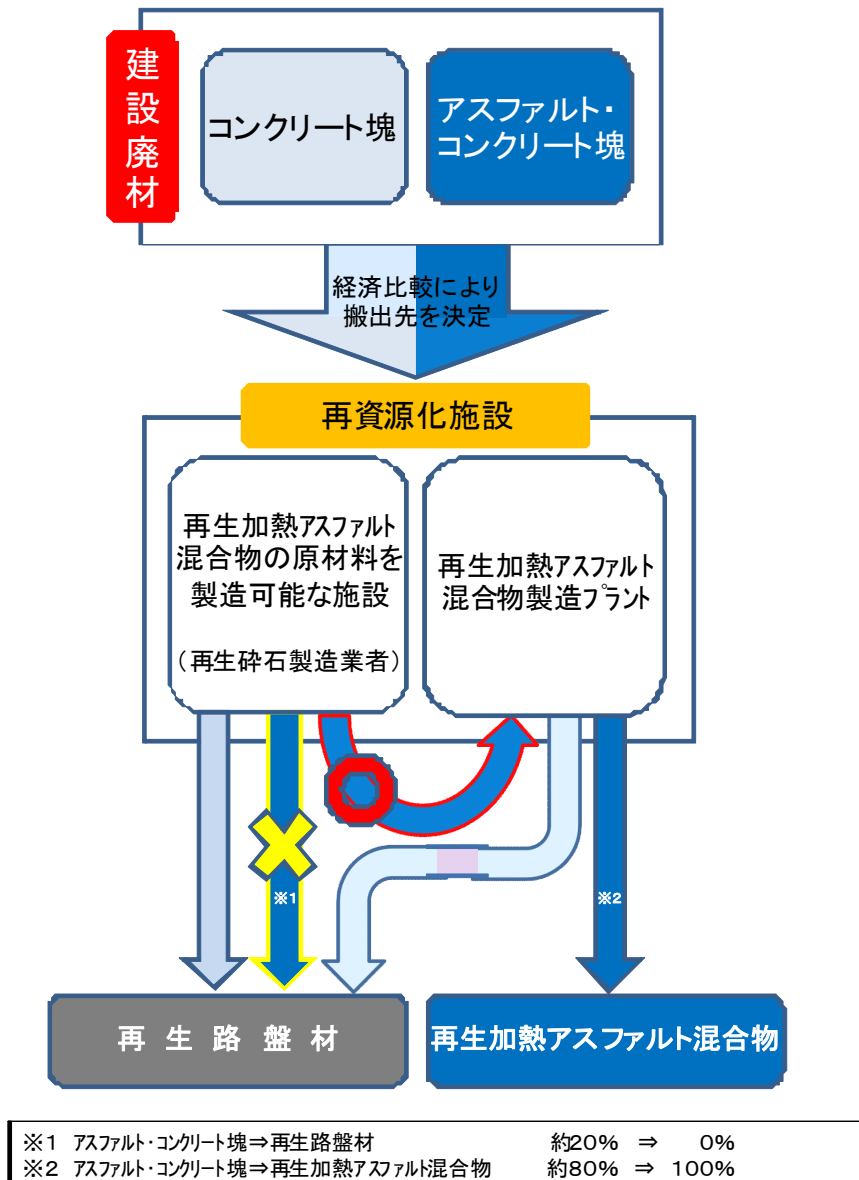 建設廃材
コンクリート塊
アスファルト・
コンクリート塊
経済比較により
搬出先を決定
再資源化施設
再生加熱アスファルト
混合物の原材料を
製造可能な施設
(再生砕石製造業者)
再生加熱アスファルト
混合物製造プラント
※1
※2
再生路盤材
再生加熱アスファルト混合物
※1 アスファルト・コンクリート塊⇒再生路盤材 約20% ⇒ 0%
※2 アスファルト・コンクリート塊⇒再生加熱アスファルト混合物 約80% ⇒ 100%